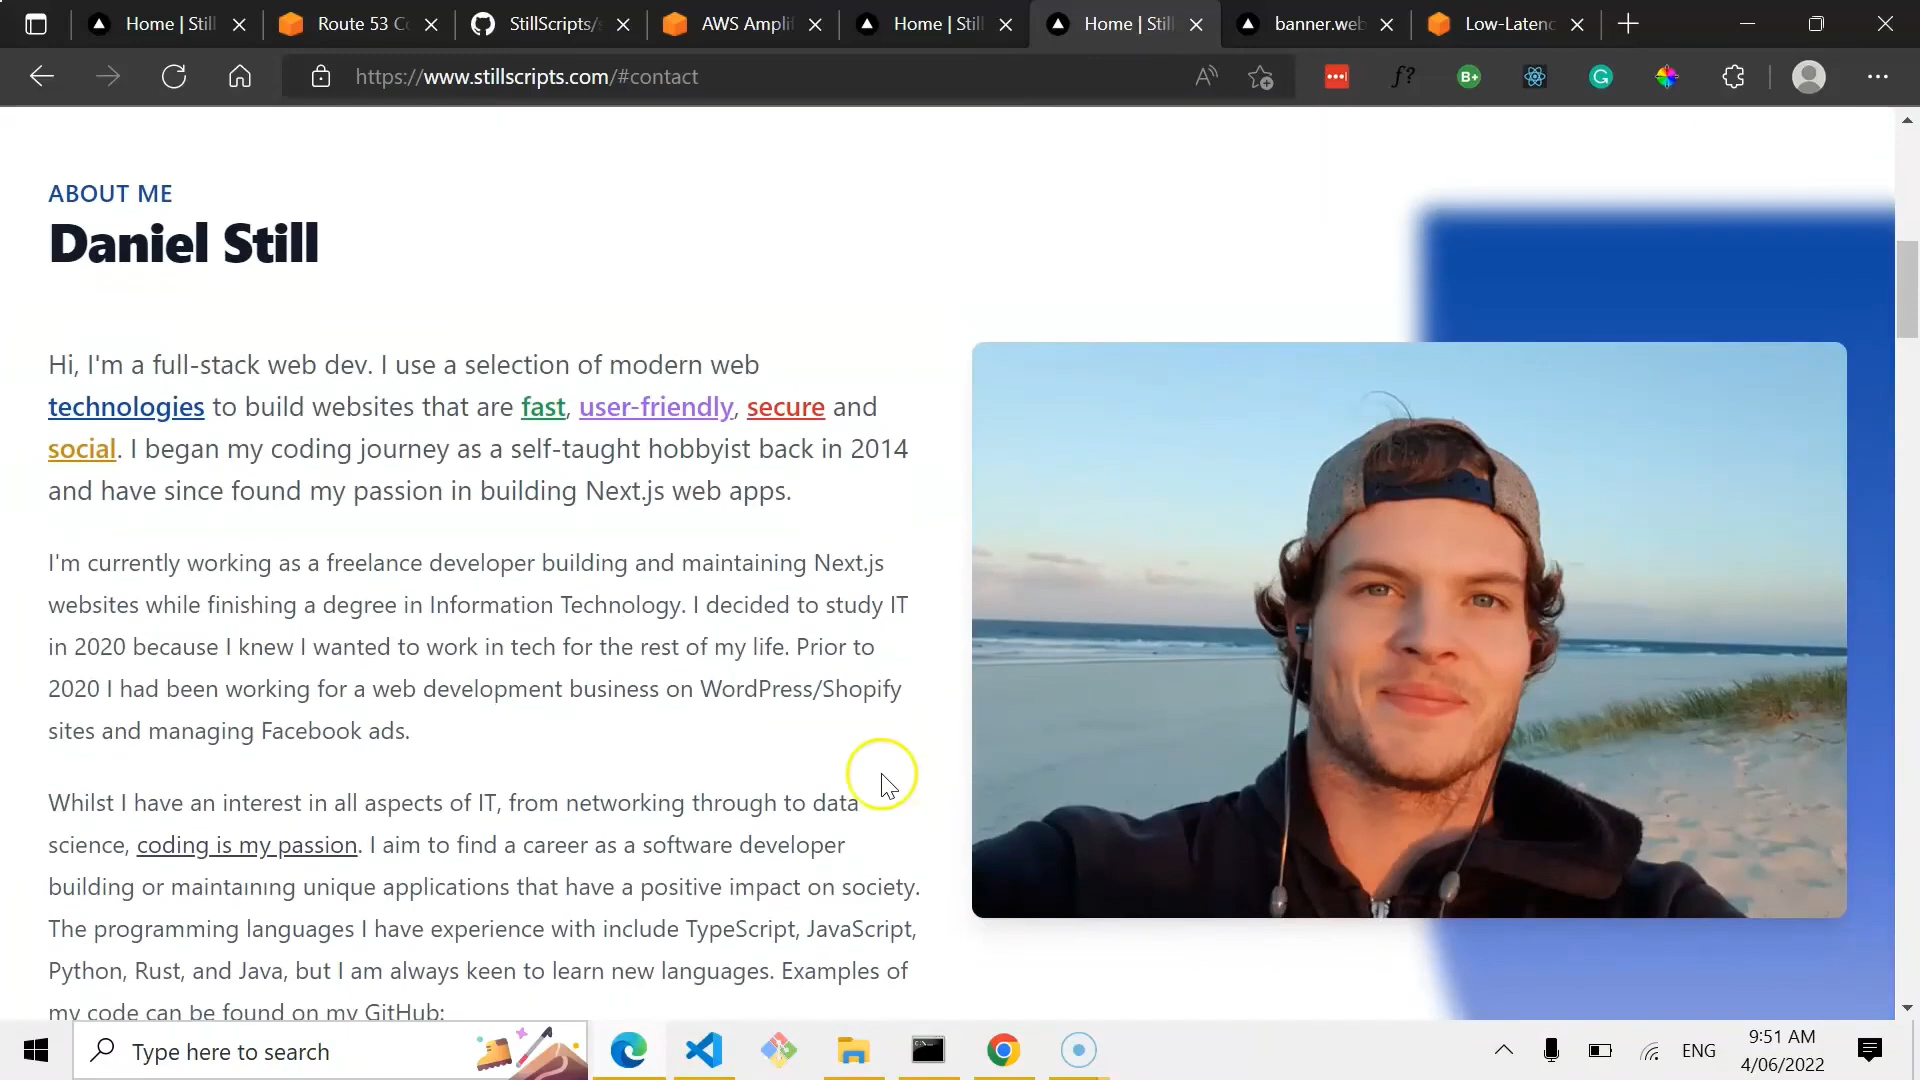 Home | Still
Route 53 Co
StillScripts/s
AWS Ampli
Home | Still
Home | Still
banner.web
Low-Latenc
https://www.stillscripts.com/#contact
ABOUT ME
Daniel Still
Hi, I'm a full-stack web dev. I use a selection of modern web
technologies to build websites that are fast, user-friendly, secure and
social. I began my coding journey as a self-taught hobbyist back in 2014
and have since found my passion in building Next.js web apps.
I'm currently working as a freelance developer building and maintaining Next.js
websites while finishing a degree in Information Technology. I decided to study IT
in 2020 because I knew I wanted to work in tech for the rest of my life. Prior to
2020 I had been working for a web development business on WordPress/Shopify
sites and managing Facebook ads.
Whilst I have an interest in all aspects of IT, from networking through to data
science, coding is my passion. I aim to find a career as a software developer
building or maintaining unique applications that have a positive impact on society.
The programming languages I have experience with include TypeScript, JavaScript,
Python, Rust, and Java, but I am always keen to learn new languages. Examples of
my code can be found on my GitHub:
Type here to search
ENG
9:51 AM
4/06/2022